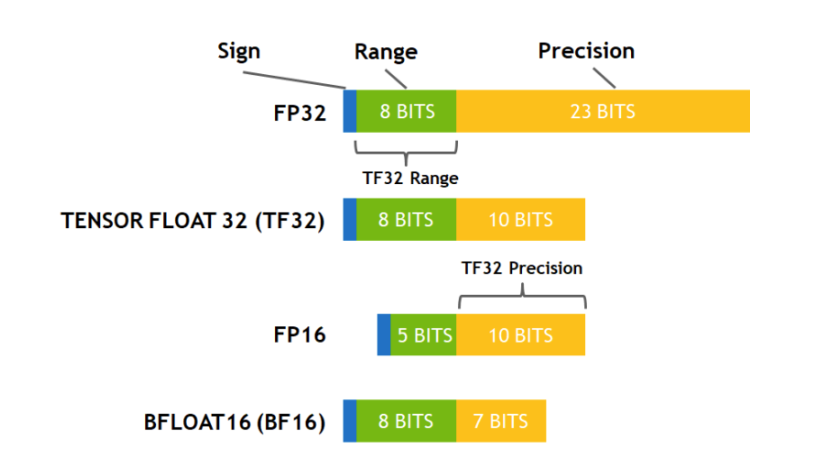 Sign Range Precision
FP32 8 BITS 23 BITS
TF32 Range
TENSOR FLOAT 32 (TF32) 8 BITS 10 BITS
TF32 Precision
FP16 5 BITS 10 BITS
BFLOAT16 (BF16) 8 BITS 7 BITS